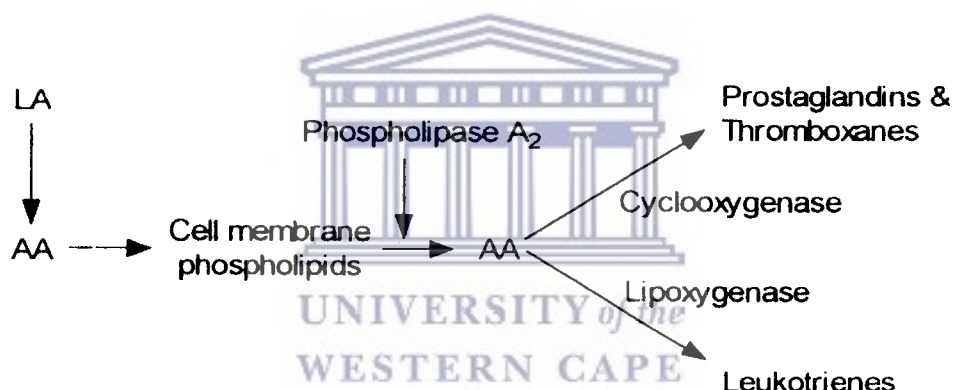 LA
AA
Cell membrane
phospholipids
Phospholipase A₂
AA
Prostaglandins &
Thromboxanes
Cyclooxygenase
Lipoxygenase
Leukotrienes
UNIVERSITY of the
WESTERN CAPE